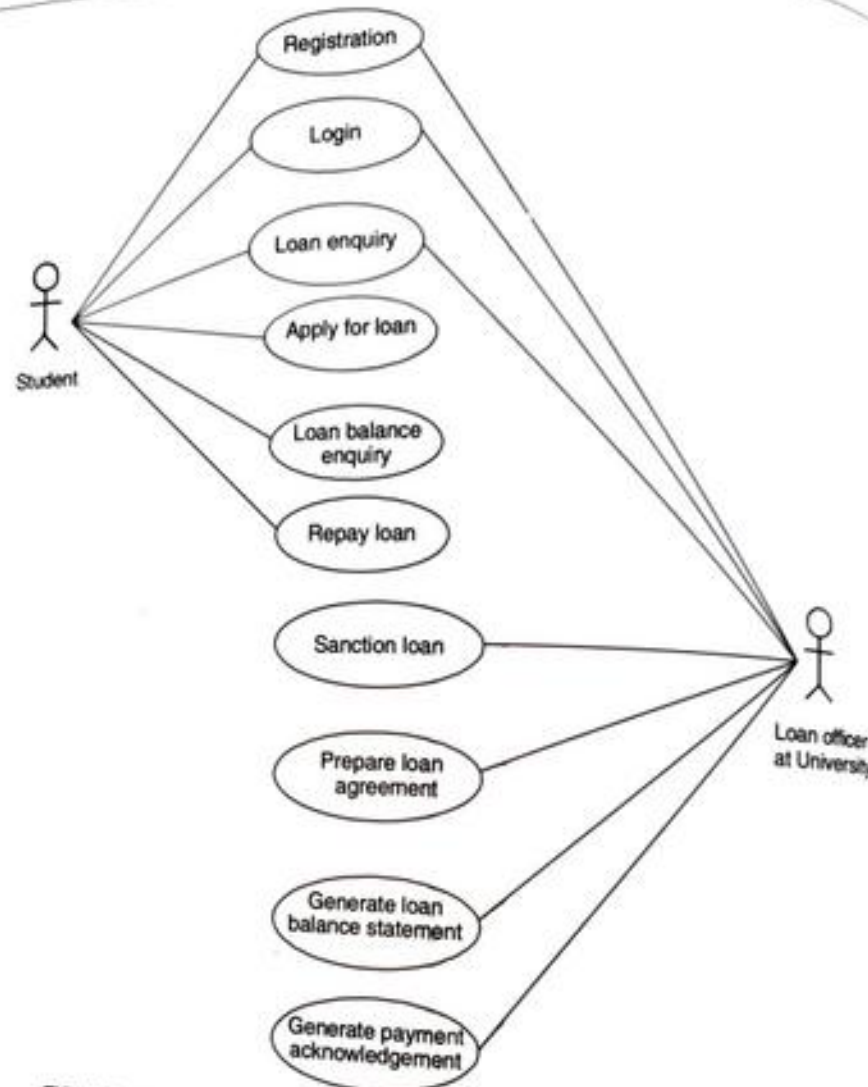 Registration
Login
Loan enquiry
Apply for loan
Student
Loan balance
enquiry
Repay loan
Sanction loan
Loan officer
at University
Prepare loan
agreement
Generate loan
balance statement
Generate payment
acknowledgement